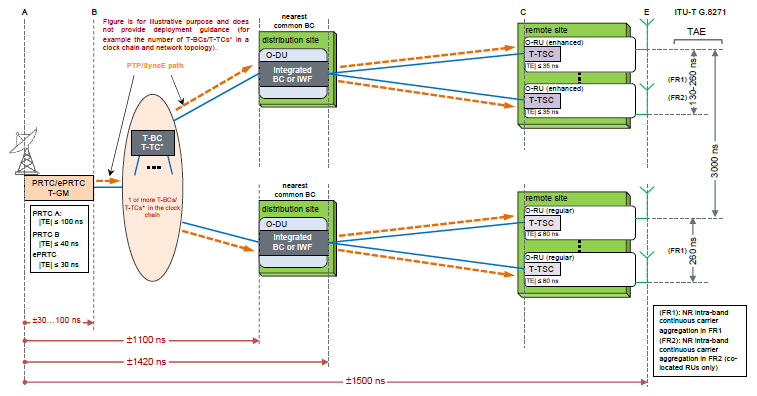 A
B
Figure is for illustrative purpose and does
not provide deployment guidance (for
example the number of T-BCs/T-TCs* in a
clock chain and network topology).
nearest
common BC
C
E
ITU-T G.8271
TAE
distribution site
O-DU
Integrated
BC or IWF
remote site
O-RU (enhanced)
T-TSC
|TE| ≤ 35 ns
O-RU (enhanced)
T-TSC
|TE| ≤ 35 ns
(FR1)
(FR2)
130-260 ns
3000 ns
PTP/SyncE path
T-BC
T-TC*
PRTC/ePRTC
T-GM
1 or more T-BCs/
T-TCs* in the clock
chain
PRTC A:
|TE| ≤ 100 ns
PRTC B
|TE| ≤ 40 ns
ePRTC
|TE| ≤ 30 ns
nearest
common BC
distribution site
O-DU
Integrated
BC or IWF
remote site
O-RU (regular)
T-TSC
|TE| ≤ 80 ns
O-RU (regular)
T-TSC
|TE| ≤ 80 ns
(FR1)
260 ns
±30...100 ns
±1100 ns
±1420 ns
±1500 ns
(FR1): NR intra-band
continuous carrier
aggregation in FR1
(FR2): NR intra-band
continuous carrier
aggregation in FR2 (co-
located RUs only)